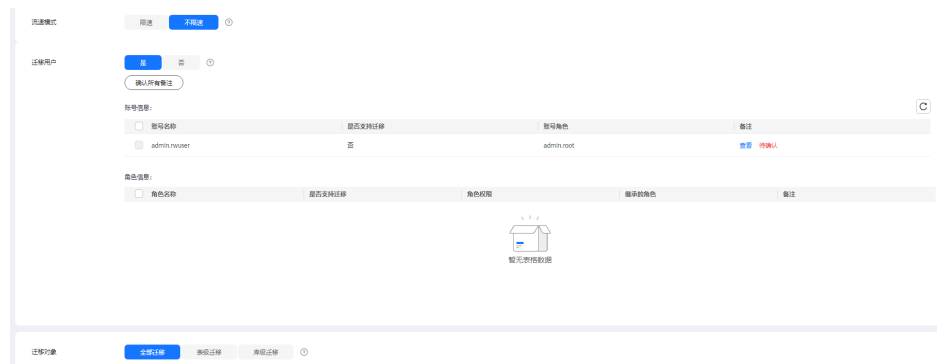 流速模式 限速 不限速
迁移用户 是 否
确认所有备注
账号信息：
账号名称 是否支持迁移 账号角色 备注
admin.rwuser 否 admin.root 查看 待确认
角色信息：
角色名称 是否支持迁移 角色权限 继承的角色 备注
暂无表格数据
迁移对象 全部迁移 表级迁移 库级迁移